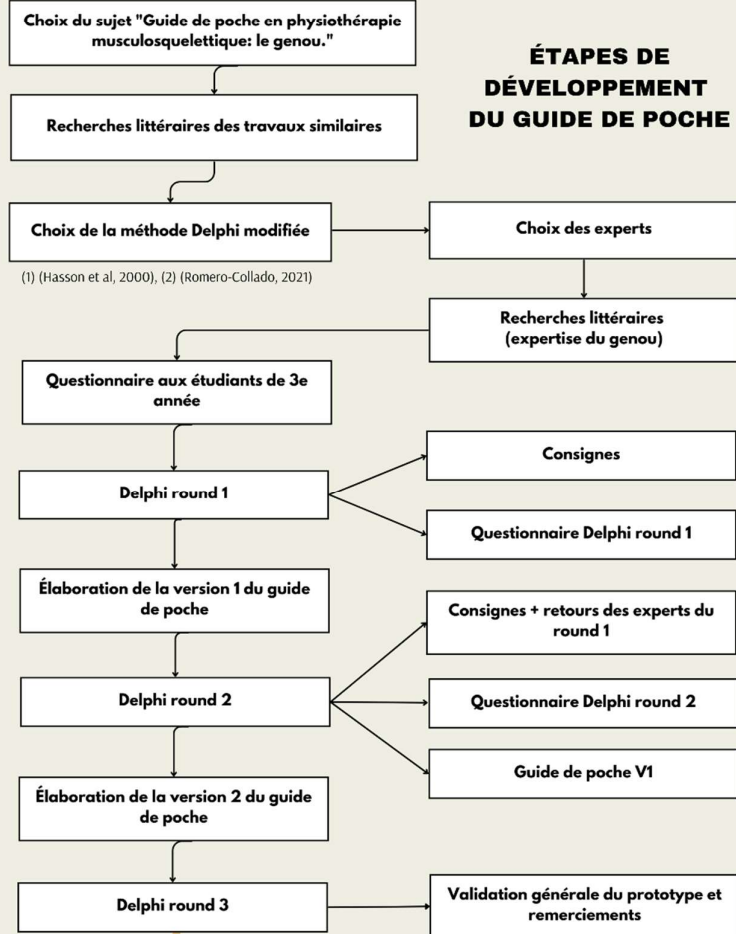 Choix du sujet "Guide de poche en physiothérapie
musculosquelettique: le genou."
ÉTAPES DE
DÉVELOPPEMENT
DU GUIDE DE POCHE
Recherches littéraires des travaux similaires
Choix de la méthode Delphi modifiée
Choix des experts
(1) (Hasson et al, 2000), (2) (Romero-Collado, 2021)
Recherches littéraires
(expertise du genou)
Questionnaire aux étudiants de 3e
année
Delphi round 1
Consignes
Questionnaire Delphi round 1
Élaboration de la version 1 du guide
de poche
Consignes + retours des experts du
round 1
Delphi round 2
Questionnaire Delphi round 2
Guide de poche V1
Élaboration de la version 2 du guide
de poche
Delphi round 3
Validation générale du prototype et
remerciements